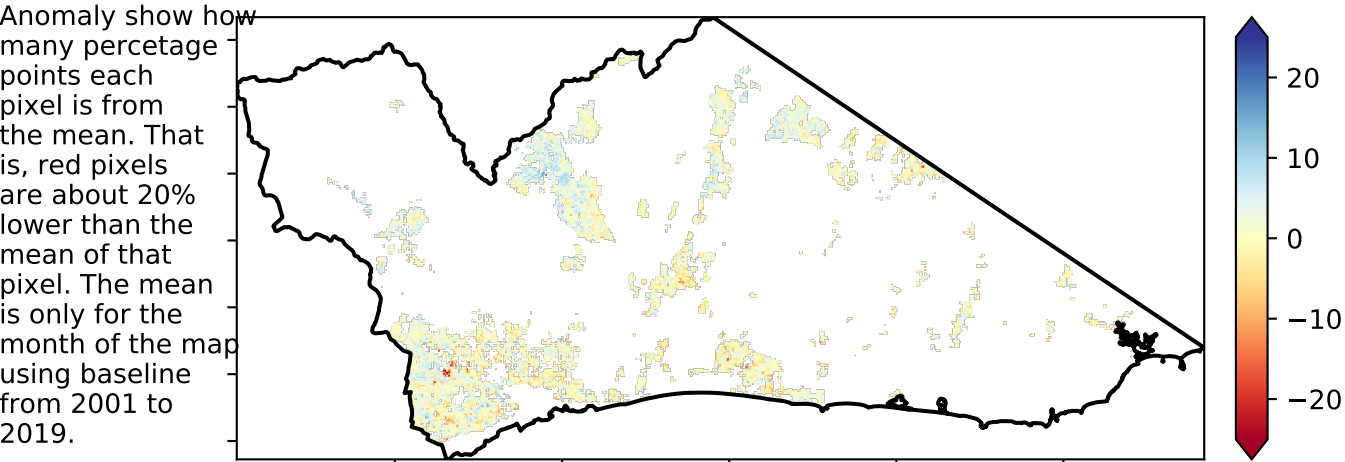 Anomaly show how
many percetage
points each
pixel is from
the mean. That
is, red pixels
are about 20%
lower than the
mean of that
pixel. The mean
is only for the
month of the map
using baseline
from 2001 to
2019.
20
10
0
−10
−20